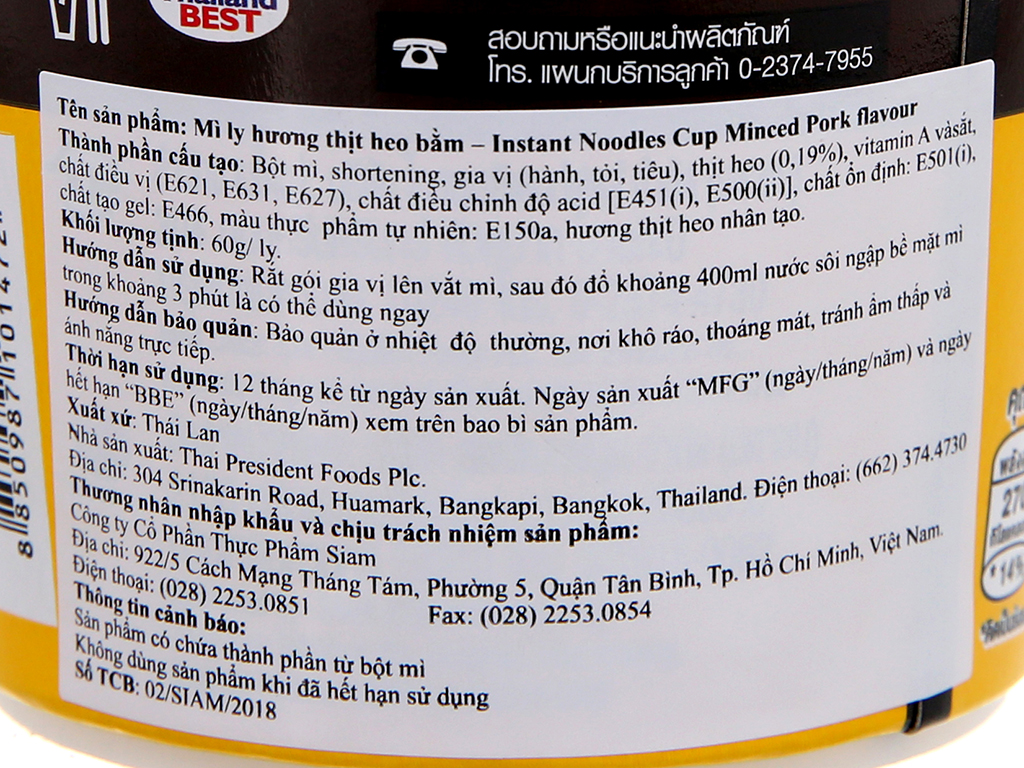 Thailand
BEST
สอบถามหรือแนะนำผลิตภัณฑ์
โทร. แผนกบริการลูกค้า 0-2374-7955
Tên sản phẩm: Mì ly hương thịt heo bằm – Instant Noodles Cup Minced Pork flavour
Thành phần cấu tạo: Bột mì, shortening, gia vị (hành, tỏi, tiêu), thịt heo (0,19%), vitamin A vàsắt,
chất điều vị (E621, E631, E627), chất điều chỉnh độ acid [E451(i), E500(ii)], chất ổn định: E501(i),
chất tạo gel: E466, màu thực phẩm tự nhiên: E150a, hương thịt heo nhân tạo.
Khối lượng tịnh: 60g/ ly.
Hướng dẫn sử dụng: Rắt gói gia vị lên vắt mì, sau đó đổ khoảng 400ml nước sôi ngập bề mặt mì
trong khoảng 3 phút là có thể dùng ngay
Hướng dẫn bảo quản: Bảo quản ở nhiệt độ thường, nơi khô ráo, thoáng mát, tránh ẩm thấp và
ánh nắng trực tiếp.
Thời hạn sử dụng: 12 tháng kể từ ngày sản xuất. Ngày sản xuất “MFG” (ngày/tháng/năm) và ngày
hết hạn “BBE” (ngày/tháng/năm) xem trên bao bì sản phẩm.
Xuất xứ: Thái Lan
Nhà sản xuất: Thai President Foods Plc.
Địa chỉ: 304 Srinakarin Road, Huamark, Bangkapi, Bangkok, Thailand. Điện thoại: (662) 374.4730
Thương nhân nhập khẩu và chịu trách nhiệm sản phẩm:
Công ty Cổ Phần Thực Phẩm Siam
Địa chỉ: 922/5 Cách Mạng Tháng Tám, Phường 5, Quận Tân Bình, Tp. Hồ Chí Minh, Việt Nam.
Điện thoại: (028) 2253.0851 Fax: (028) 2253.0854
Thông tin cảnh báo:
Sản phẩm có chứa thành phần từ bột mì
Không dùng sản phẩm khi đã hết hạn sử dụng
Số TCB: 02/SIAM/2018